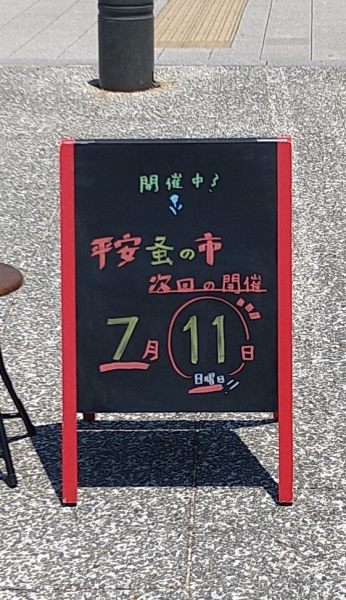 開催中
平安蚤の市
次回の開催
7月11日
日曜日